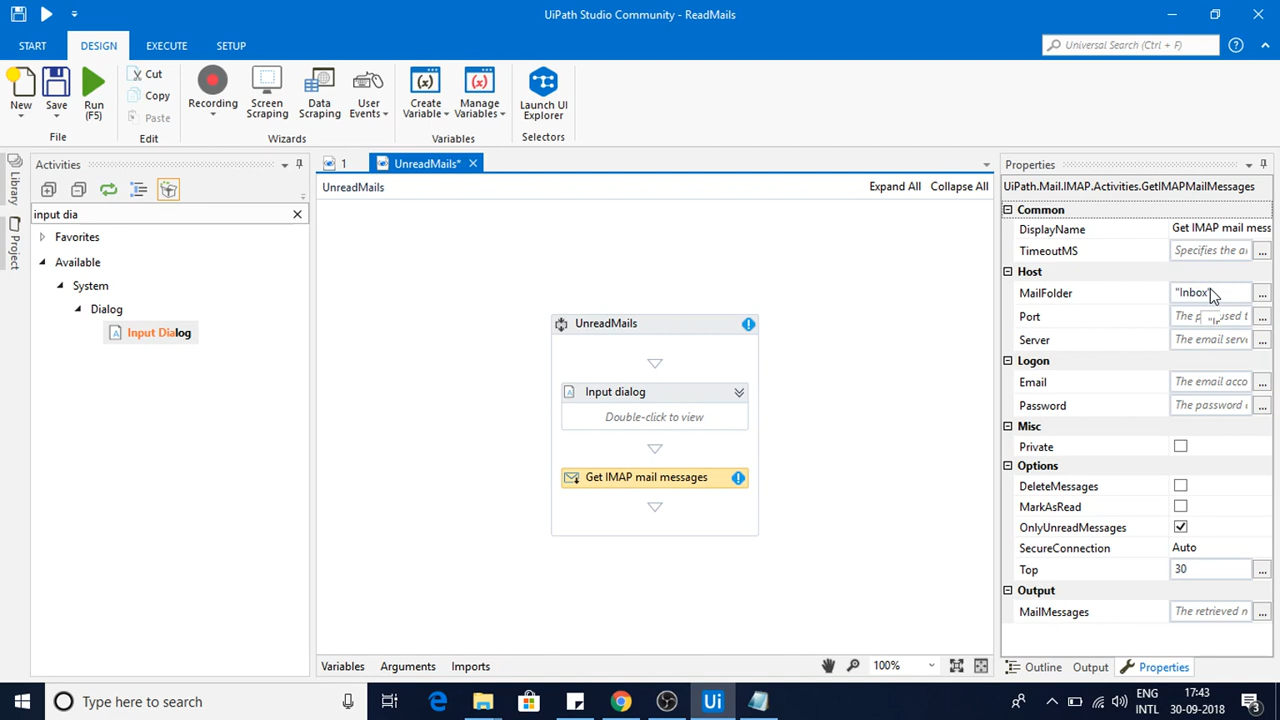 UiPath Studio Community - ReadMails
START DESIGN EXECUTE SETUP
Universal Search (Ctrl + F)
New Save Run (F5)
Cut
Copy
Paste
Recording Screen Scraping Data Scraping User Events
Create Variable Manage Variables
Launch UI Explorer
File Edit Wizards Variables Selectors
Activities
1 UnreadMails*
Properties
Library
Project
UnreadMails
Expand All Collapse All
UiPath.Mail.IMAP.Activities.GetIMAPMailMessages
input dia
Favorites
Available
System
Dialog
Input Dialog
UnreadMails
Input dialog
Double-click to view
Get IMAP mail messages
Common
DisplayName Get IMAP mail mess
TimeoutMS Specifies the a
Host
MailFolder "Inbox"
Port The p used t
Server The email serve
Logon
Email The email acco
Password The password
Misc
Private
Options
DeleteMessages
MarkAsRead
OnlyUnreadMessages
SecureConnection Auto
Top 30
Output
MailMessages The retrieved
Variables Arguments Imports
100%
Outline Output Properties
Type here to search
Ui
ENG INTL
17:43
30-09-2018
3